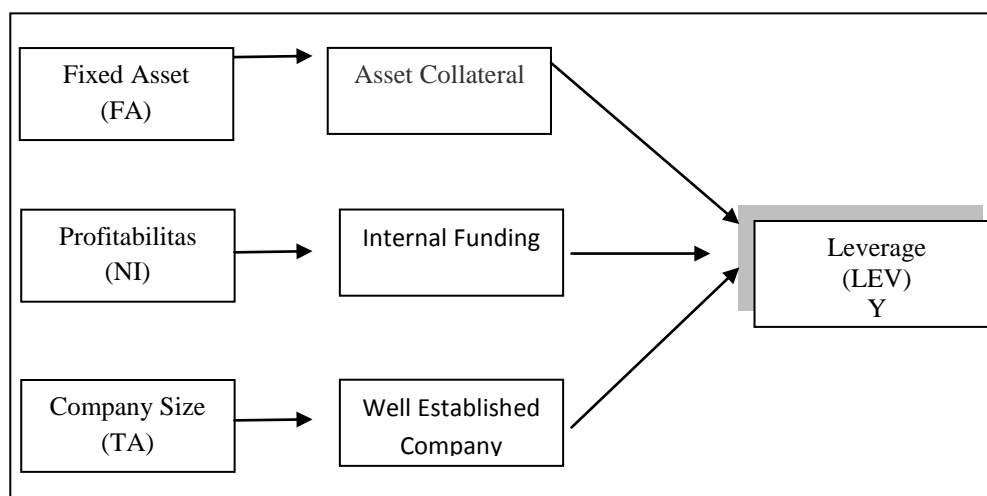 Fixed Asset
(FA)
Asset Collateral
Profitabilitas
(NI)
Internal Funding
Leverage
(LEV)
Y
Company Size
(TA)
Well Established
Company